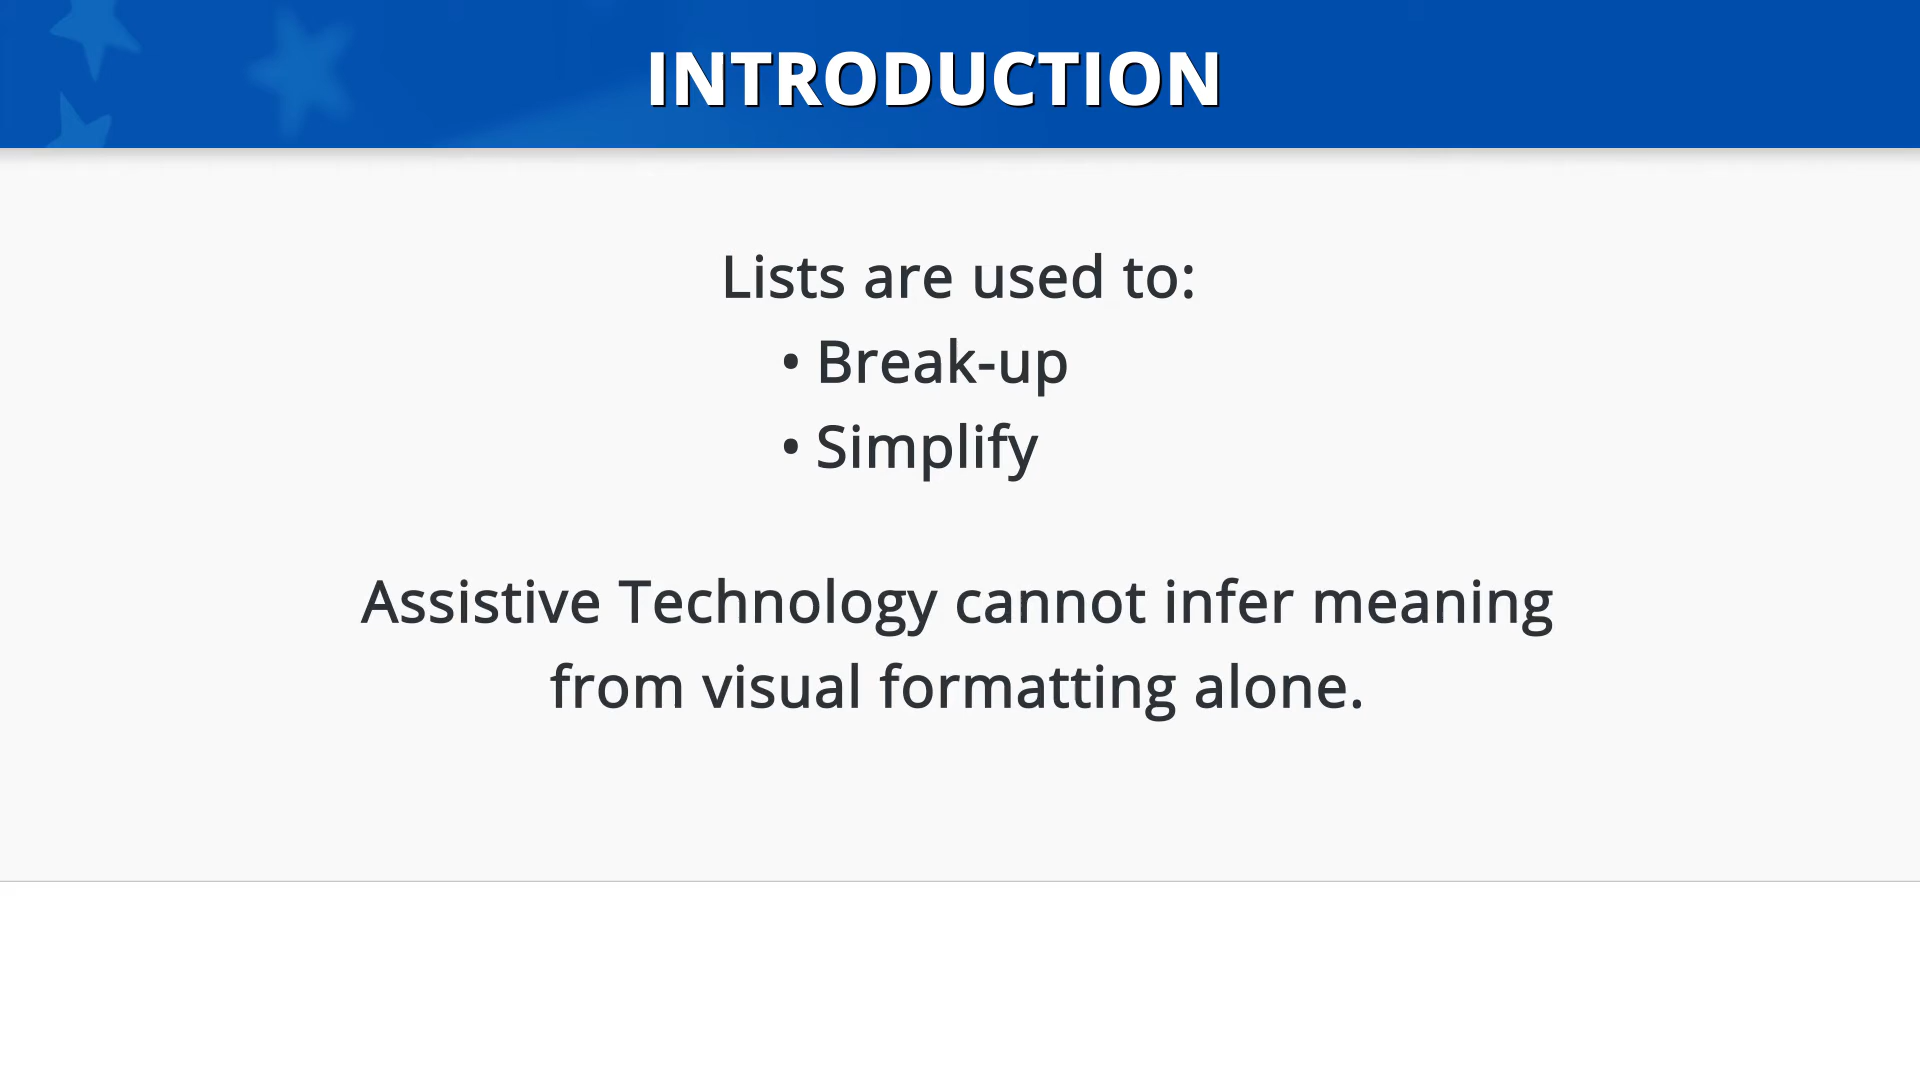 INTRODUCTION
Lists are used to:
• Break-up
• Simplify
Assistive Technology cannot infer meaning
from visual formatting alone.